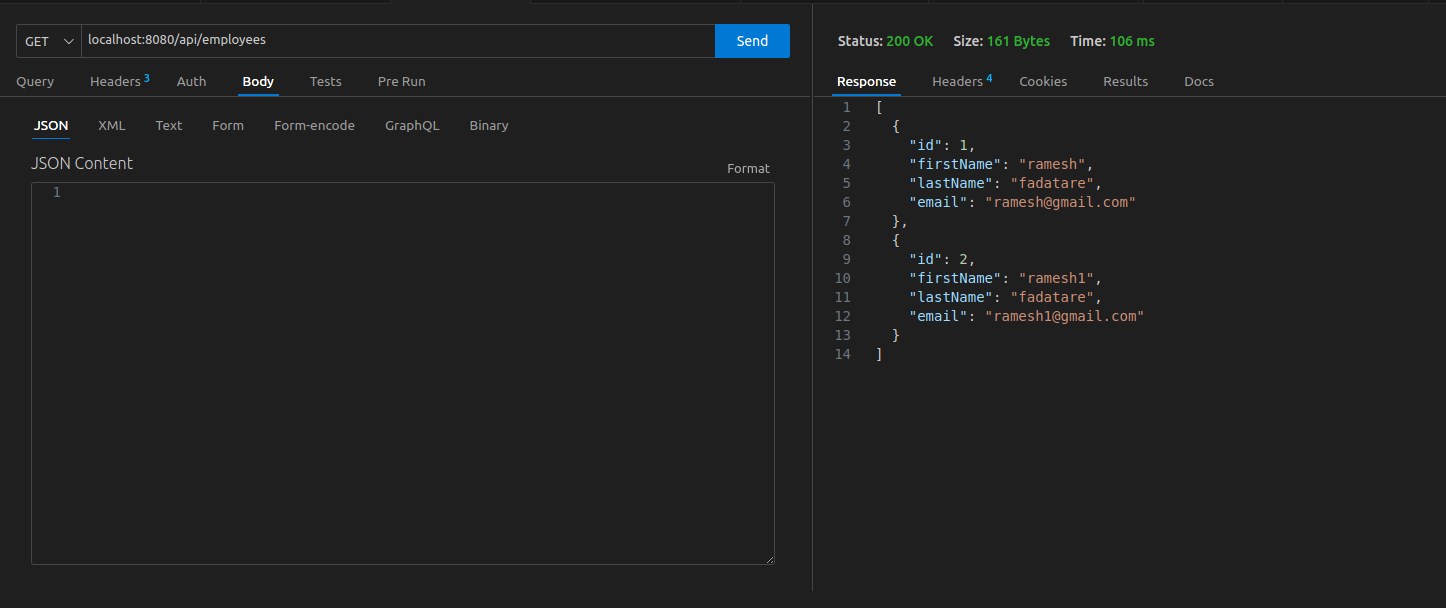 GET localhost:8080/api/employees Send
Query Headers 3 Auth Body Tests Pre Run
JSON XML Text Form Form-encode GraphQL Binary
JSON Content Format
1
Status: 200 OK Size: 161 Bytes Time: 106 ms
Response Headers 4 Cookies Results Docs
1 [
2 {
3 "id": 1,
4 "firstName": "ramesh",
5 "lastName": "fadatare",
6 "email": "ramesh@gmail.com"
7 },
8 {
9 "id": 2,
10 "firstName": "ramesh1",
11 "lastName": "fadatare",
12 "email": "ramesh1@gmail.com"
13 }
14 ]